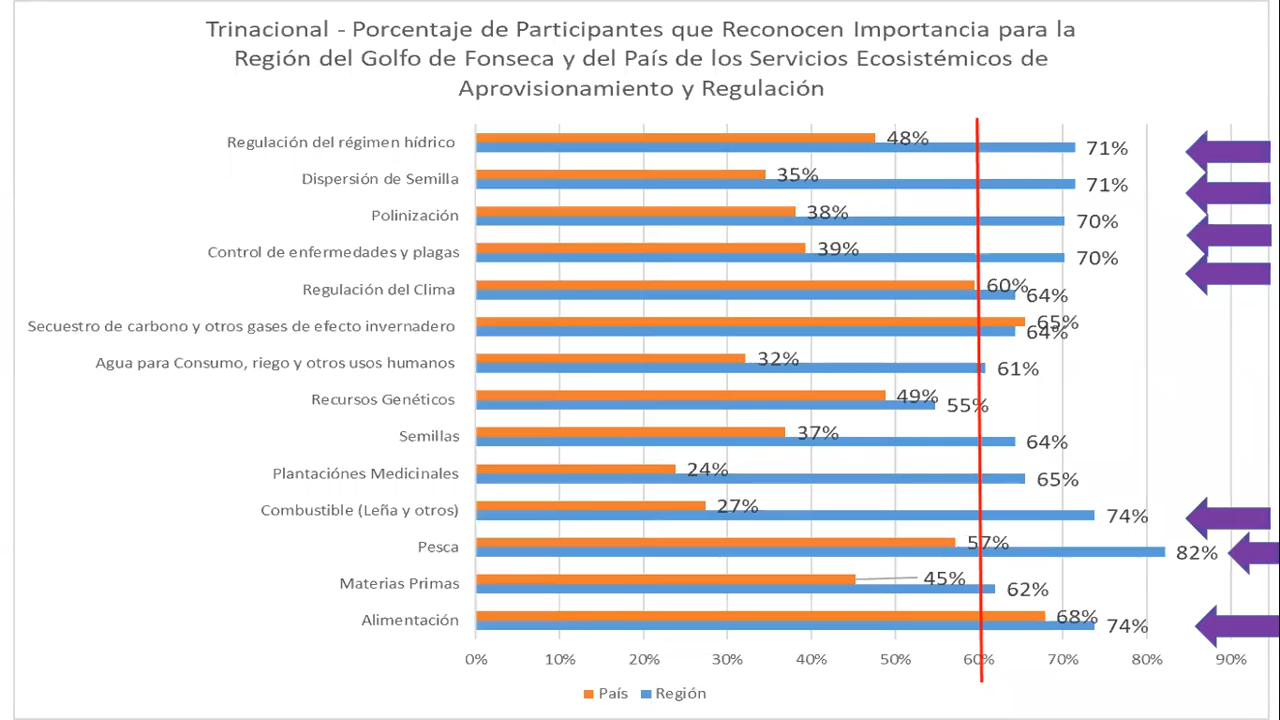 Trinacional - Porcentaje de Participantes que Reconocen Importancia para la
Región del Golfo de Fonseca y del País de los Servicios Ecosistémicos de
Aprovisionamiento y Regulación
Regulación del régimen hídrico 48% 71%
Dispersión de Semilla 35% 71%
Polinización 38% 70%
Control de enfermedades y plagas 39% 70%
Regulación del Clima 60% 64%
Secuestro de carbono y otros gases de efecto invernadero 65% 64%
Agua para Consumo, riego y otros usos humanos 32% 61%
Recursos Genéticos 49% 55%
Semillas 37% 64%
Plantaciónes Medicinales 24% 65%
Combustible (Leña y otros) 27% 74%
Pesca 57% 82%
Materias Primas 45% 62%
Alimentación 68% 74%
0% 10% 20% 30% 40% 50% 60% 70% 80% 90%
País Región